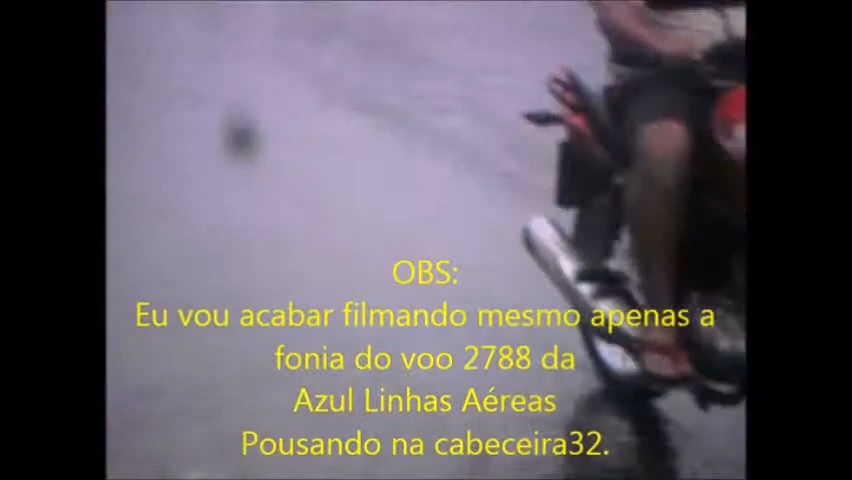 OBS:
Eu vou acabar filmando mesmo apenas a
fonia do voo 2788 da
Azul Linhas Aéreas
Pousando na cabeceira32.